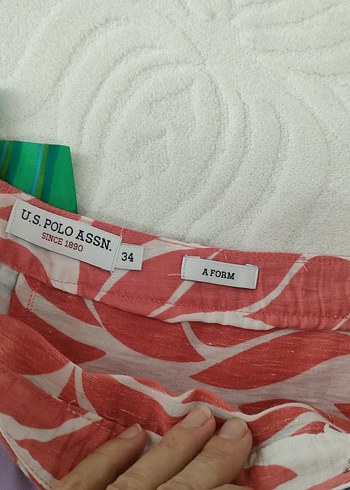 U.S. POLO ASSN.
SINCE 1890
34
A FORM